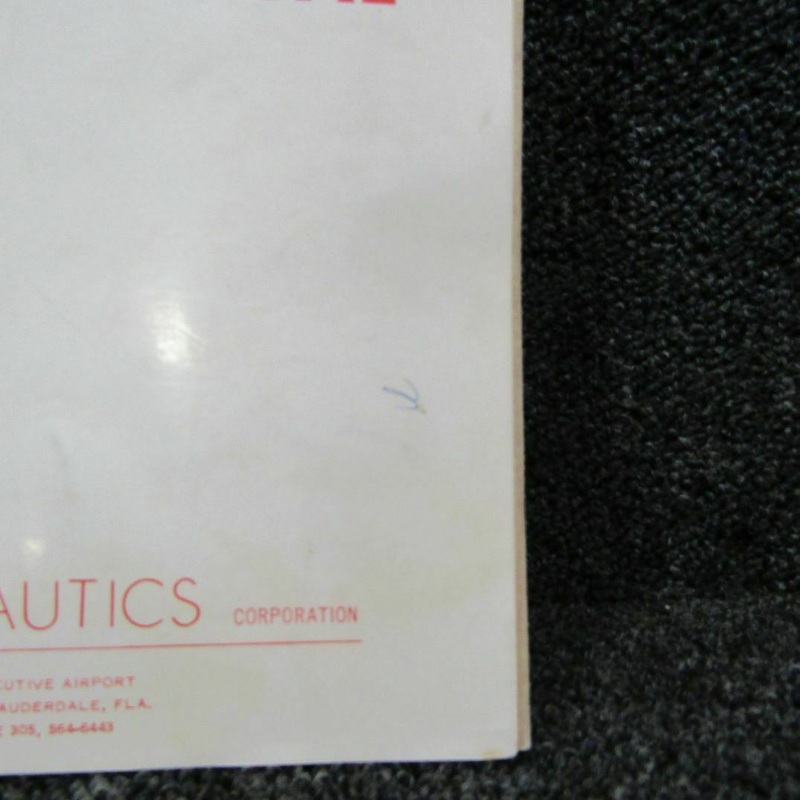 AUTICS CORPORATION
CUTIVE AIRPORT
AUDERDALE, FLA.
E 305, 564-6443